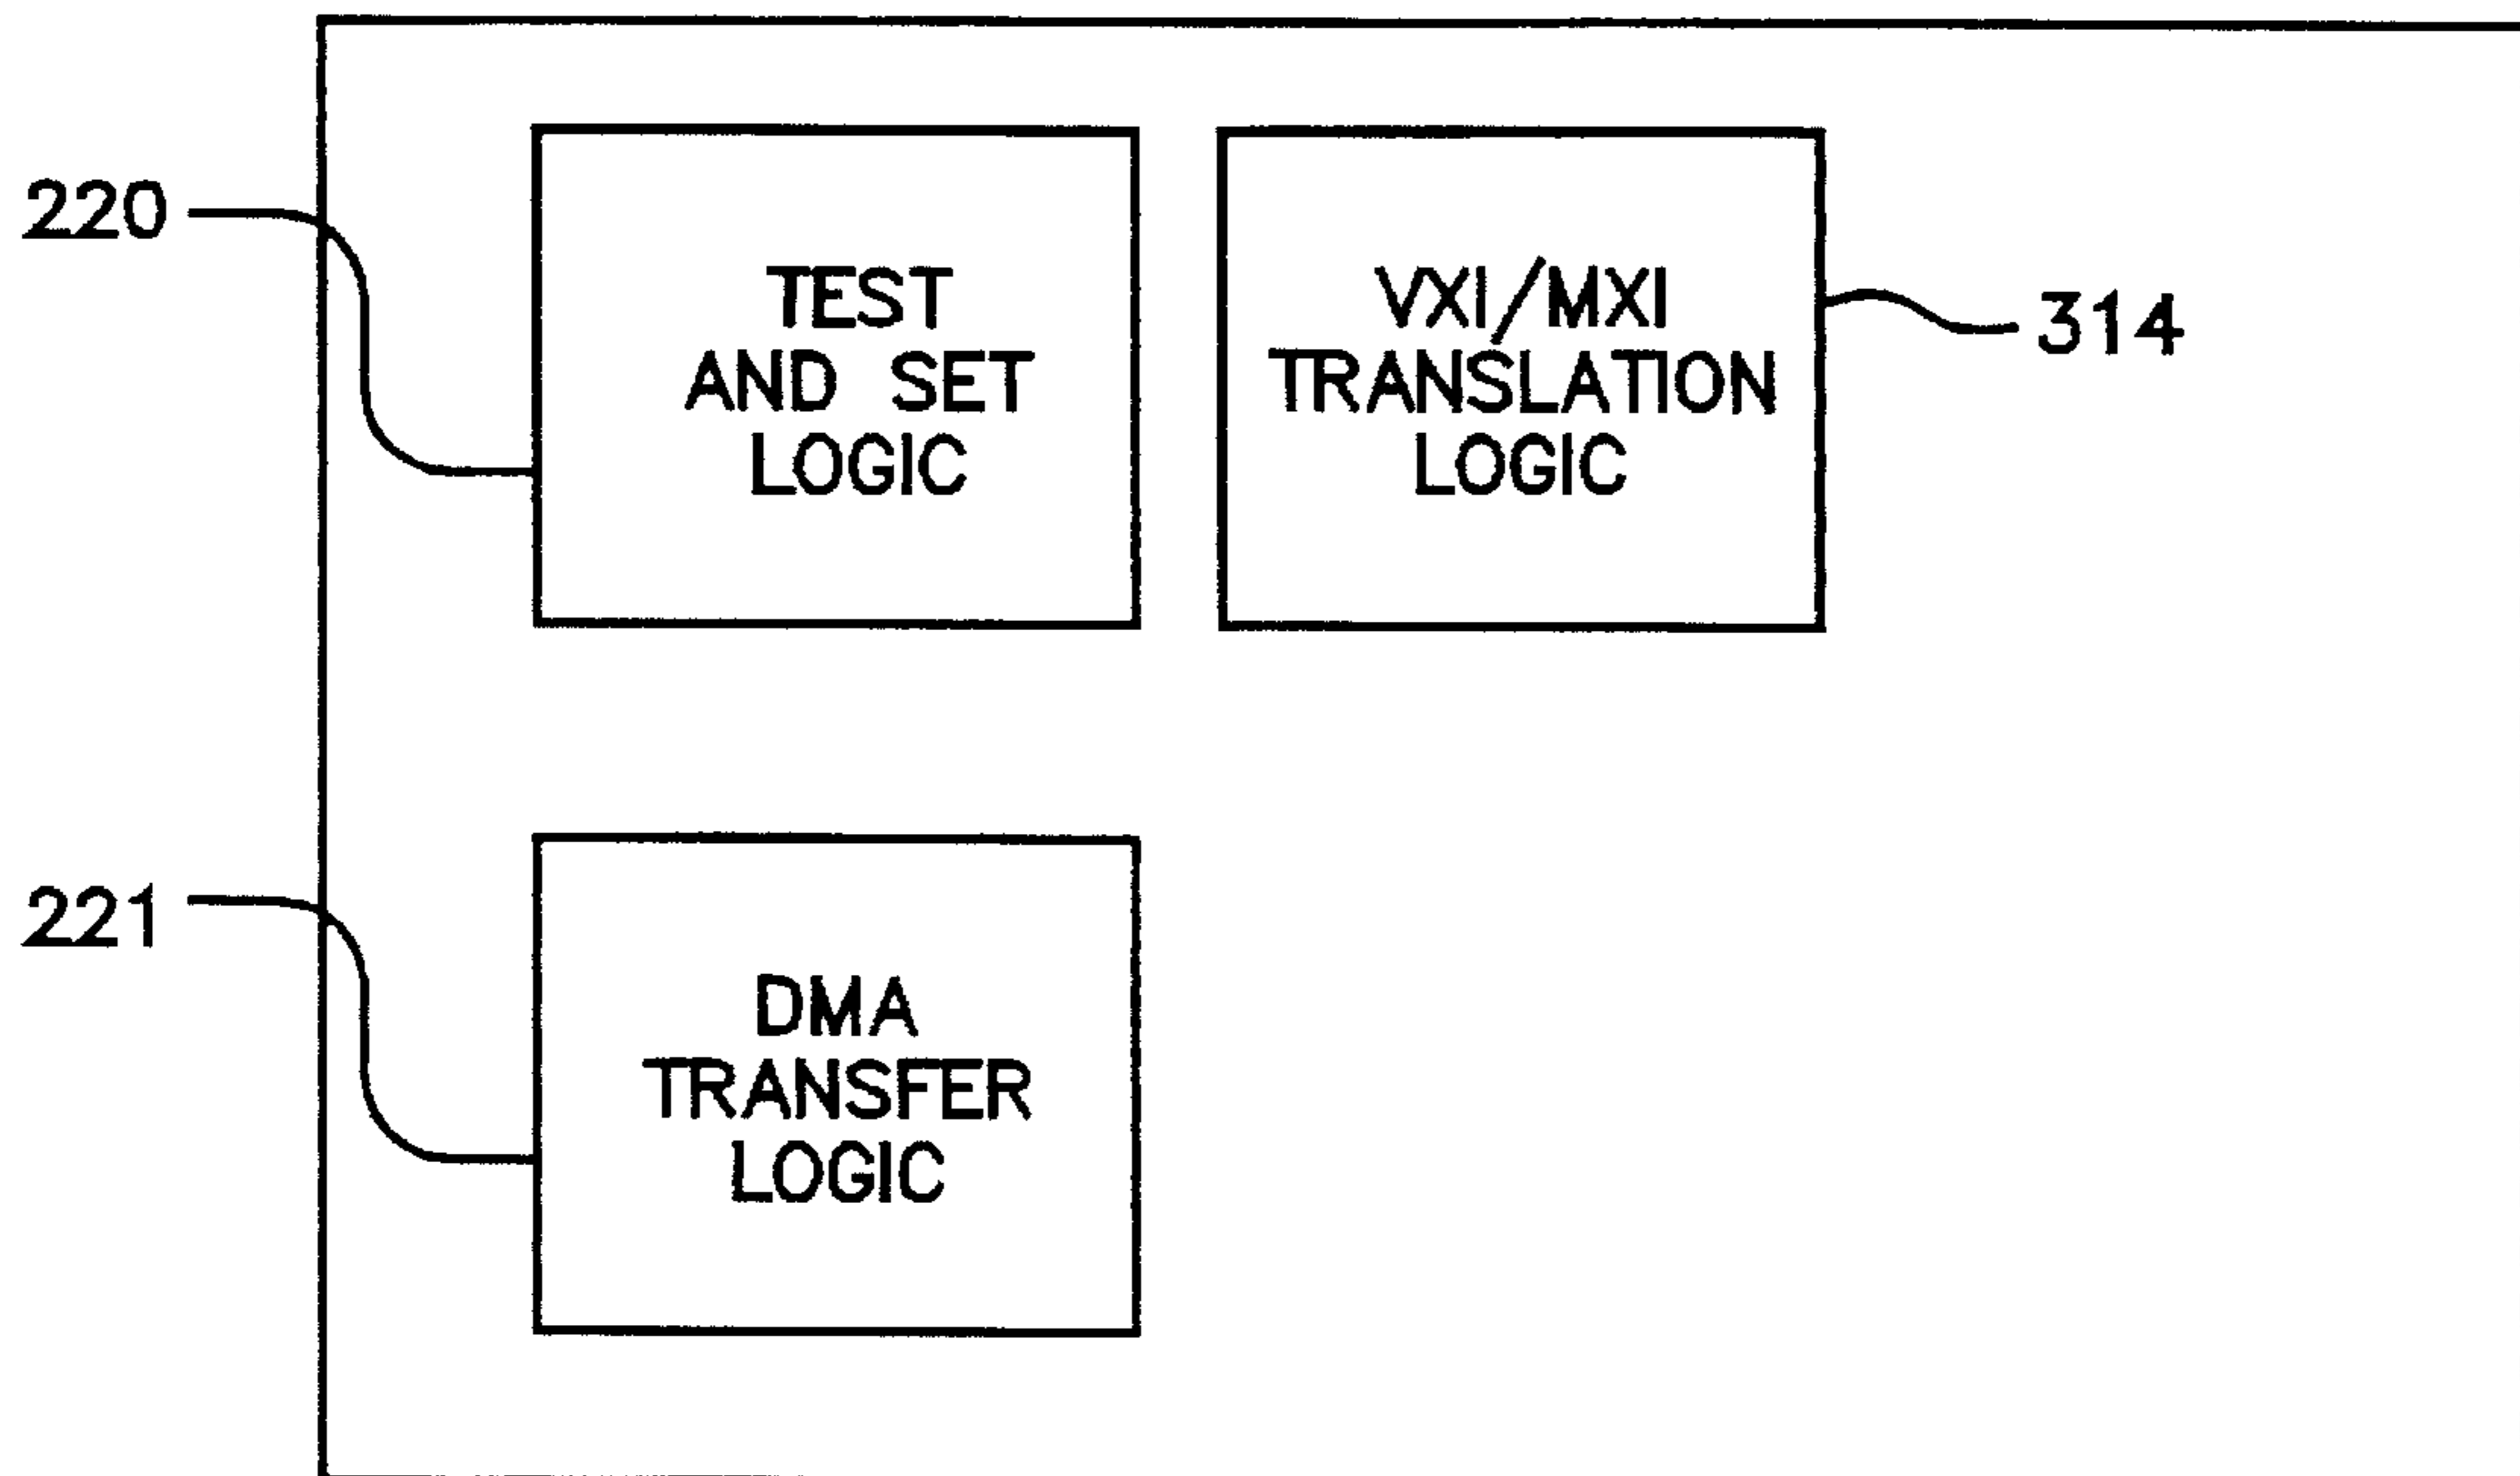 220
TEST
AND SET
LOGIC
VXI/MXI
TRANSLATION
LOGIC
314
221
DMA
TRANSFER
LOGIC